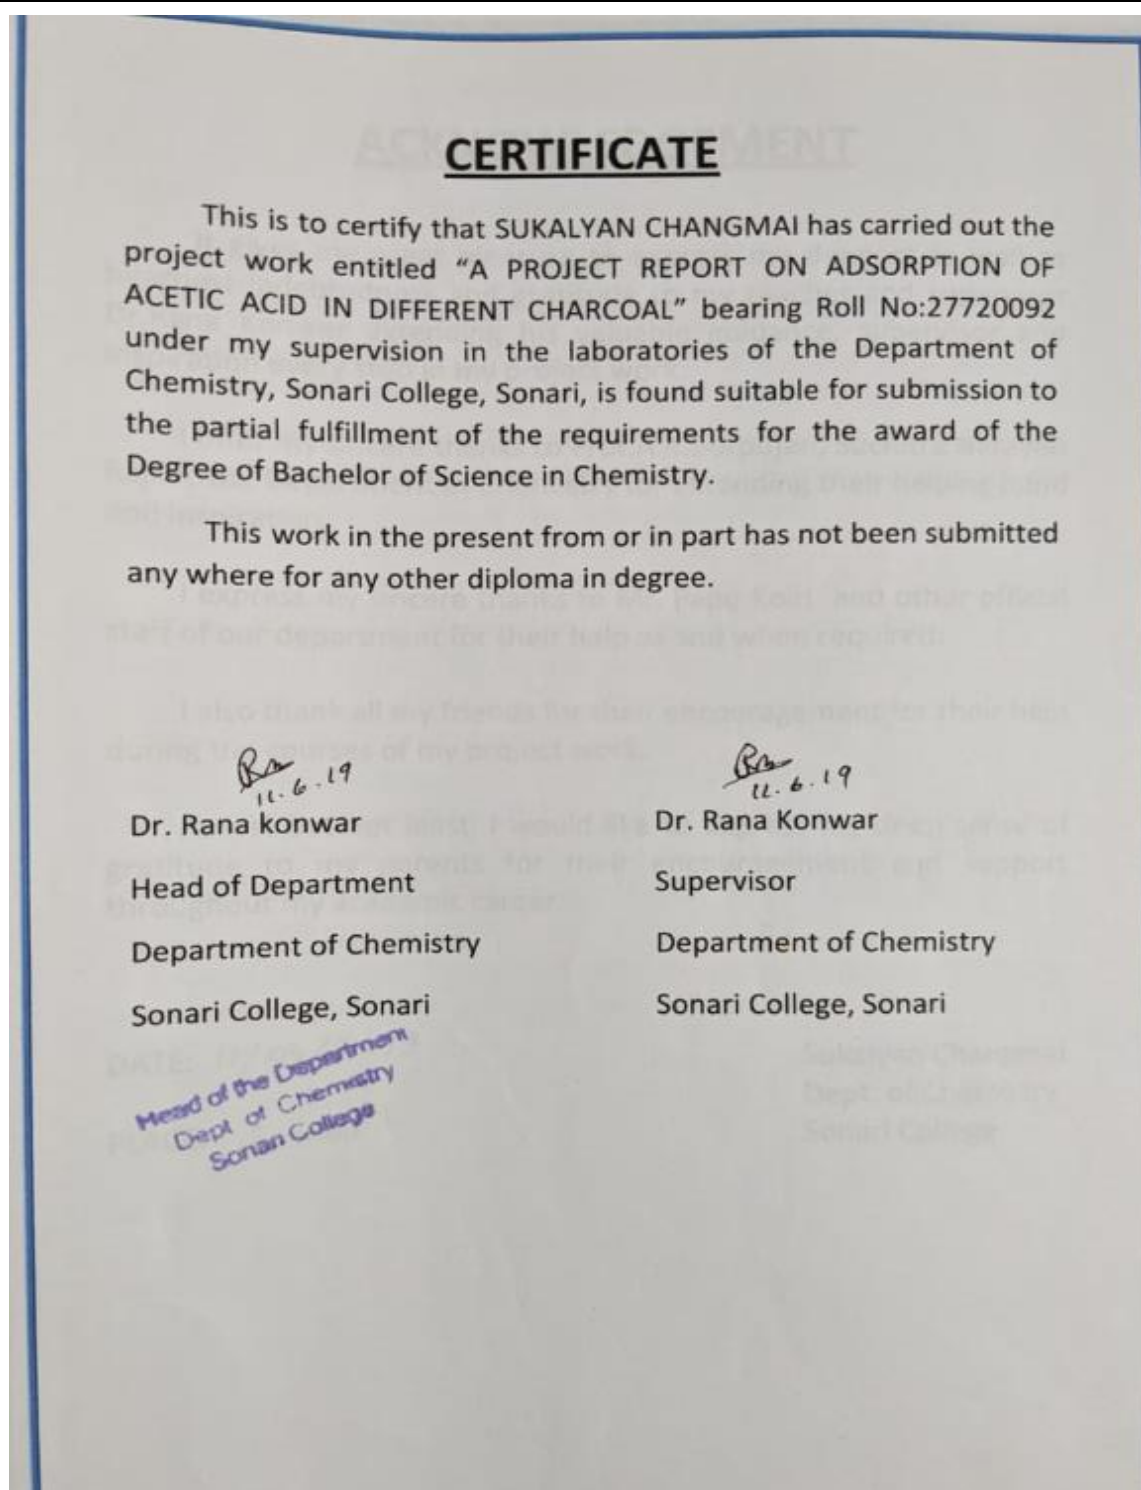 CERTIFICATE
This is to certify that SUKALYAN CHANGMAI has carried out the
project work entitled “A PROJECT REPORT ON ADSORPTION OF
ACETIC ACID IN DIFFERENT CHARCOAL” bearing Roll No:27720092
under my supervision in the laboratories of the Department of
Chemistry, Sonari College, Sonari, is found suitable for submission to
the partial fulfillment of the requirements for the award of the
Degree of Bachelor of Science in Chemistry.
This work in the present from or in part has not been submitted
any where for any other diploma in degree.
11.6.19
Dr. Rana konwar
Head of Department
Department of Chemistry
Sonari College, Sonari
Head of the Department
Dept of Chemistry
Sonari College
11.6.19
Dr. Rana Konwar
Supervisor
Department of Chemistry
Sonari College, Sonari